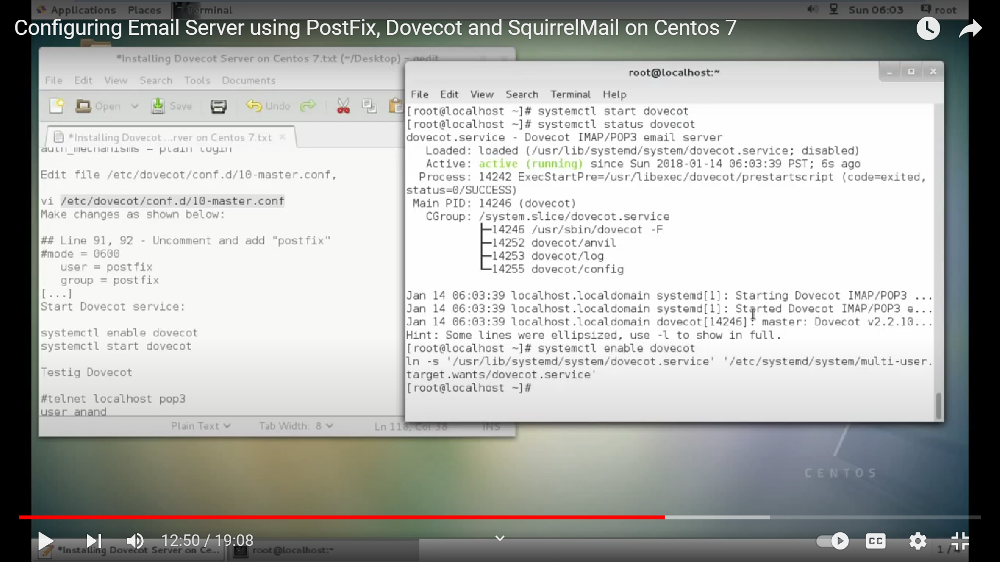 Applications Places Terminal Sun 06:03 root
Configuring Email Server using PostFix, Dovecot and SquirrelMail on Centos 7
*Installing Dovecot Server on Centos 7.txt (~/Desktop) - gedit
File Edit View Search Tools Documents
Open Save Undo
*Installing Dovecot ...rver on Centos 7.txt
auth_mechanisms = plain login
Edit file /etc/dovecot/conf.d/10-master.conf,
vi /etc/dovecot/conf.d/10-master.conf
Make changes as shown below:
## Line 91, 92 - Uncomment and add "postfix"
#mode = 0600
user = postfix
group = postfix
[...]
Start Dovecot service:
systemctl enable dovecot
systemctl start dovecot
Testig Dovecot
#telnet localhost pop3
user anand
Plain Text Tab Width: 8 Ln 118, Col 38 INS
root@localhost:~
File Edit View Search Terminal Help
[root@localhost ~]# systemctl start dovecot
[root@localhost ~]# systemctl status dovecot
dovecot.service - Dovecot IMAP/POP3 email server
Loaded: loaded (/usr/lib/systemd/system/dovecot.service; disabled)
Active: active (running) since Sun 2018-01-14 06:03:39 PST; 6s ago
Process: 14242 ExecStartPre=/usr/libexec/dovecot/prestartscript (code=exited,
status=0/SUCCESS)
Main PID: 14246 (dovecot)
CGroup: /system.slice/dovecot.service
├─14246 /usr/sbin/dovecot -F
├─14252 dovecot/anvil
├─14253 dovecot/log
└─14255 dovecot/config
Jan 14 06:03:39 localhost.localdomain systemd[1]: Starting Dovecot IMAP/POP3 ...
Jan 14 06:03:39 localhost.localdomain systemd[1]: Started Dovecot IMAP/POP3 e...
Jan 14 06:03:39 localhost.localdomain dovecot[14246]: master: Dovecot v2.2.10...
Hint: Some lines were ellipsized, use -l to show in full.
[root@localhost ~]# systemctl enable dovecot
ln -s '/usr/lib/systemd/system/dovecot.service' '/etc/systemd/system/multi-user.
target.wants/dovecot.service'
[root@localhost ~]#
CENTOS
12:50 / 19:08
CC
*Installing Dovecot Server on Ce... root@localhost:~ 1 / 4